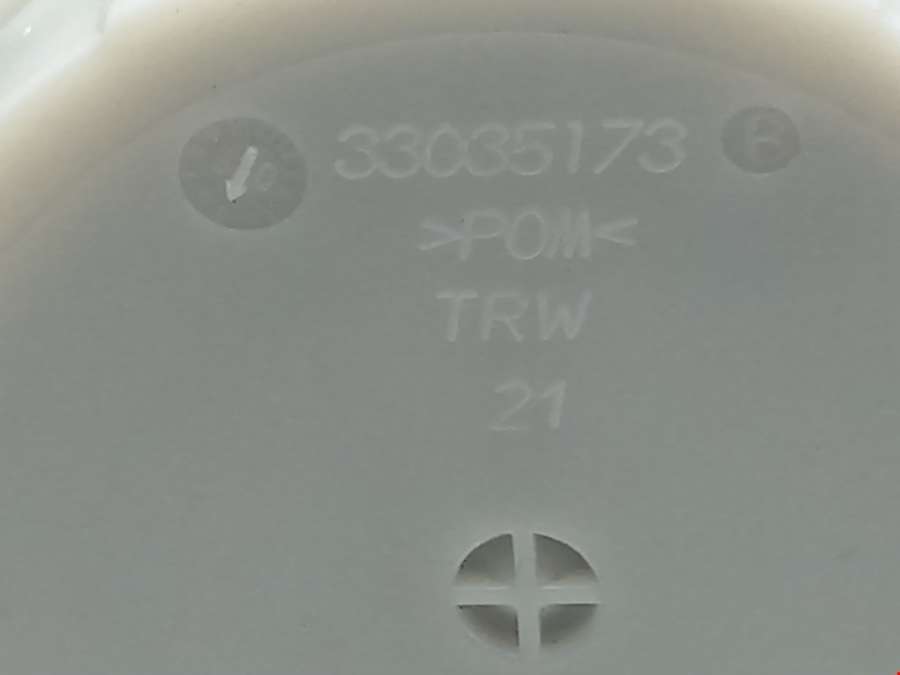 33035173 B
>POM<
TRW
21